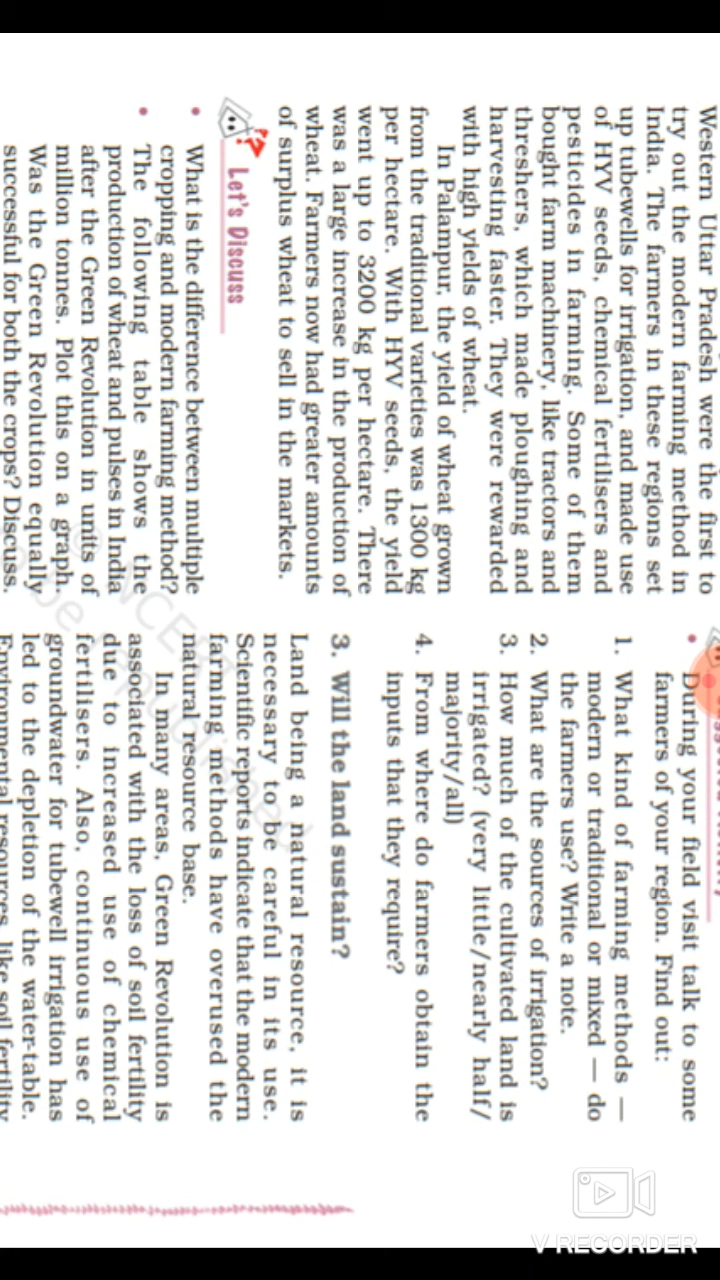 Western Uttar Pradesh were the first to
try out the modern farming method in
India. The farmers in these regions set
up tubewells for irrigation, and made use
of HYV seeds, chemical fertilisers and
pesticides in farming. Some of them
bought farm machinery, like tractors and
threshers, which made ploughing and
harvesting faster. They were rewarded
with high yields of wheat.
In Palampur, the yield of wheat grown
from the traditional varieties was 1300 kg
per hectare. With HYV seeds, the yield
went up to 3200 kg per hectare. There
was a large increase in the production of
wheat. Farmers now had greater amounts
of surplus wheat to sell in the markets.
Let's Discuss
• What is the difference between multiple
cropping and modern farming method?
• The following table shows the
production of wheat and pulses in India
after the Green Revolution in units of
million tonnes. Plot this on a graph.
Was the Green Revolution equally
successful for both the crops? Discuss.
• During your field visit talk to some
farmers of your region. Find out:
1. What kind of farming methods —
modern or traditional or mixed — do
the farmers use? Write a note.
2. What are the sources of irrigation?
3. How much of the cultivated land is
irrigated? (very little/nearly half/
majority/all)
4. From where do farmers obtain the
inputs that they require?
3. Will the land sustain?
Land being a natural resource, it is
necessary to be careful in its use.
Scientific reports indicate that the modern
farming methods have overused the
natural resource base.
In many areas, Green Revolution is
associated with the loss of soil fertility
due to increased use of chemical
fertilisers. Also, continuous use of
groundwater for tubewell irrigation has
led to the depletion of the water-table.
Environmental resources, like soil fertility
© NCERT
be republished
V RECORDER